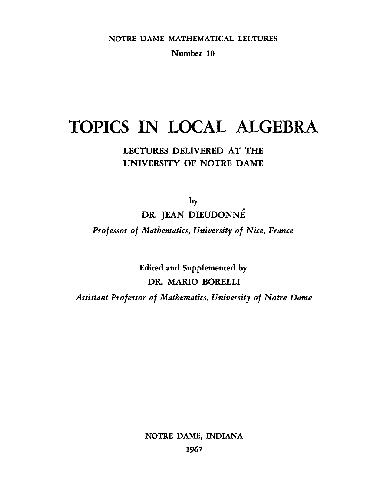 NOTRE DAME MATHEMATICAL LECTURES
Number 10
TOPICS IN LOCAL ALGEBRA
LECTURES DELIVERED AT THE
UNIVERSITY OF NOTRE DAME
by
DR. JEAN DIEUDONNÉ
Professor of Mathematics, University of Nice, France
Edited and Supplemented by
DR. MARIO BORELLI
Assistant Professor of Mathematics, University of Notre Dame
NOTRE DAME, INDIANA
1967